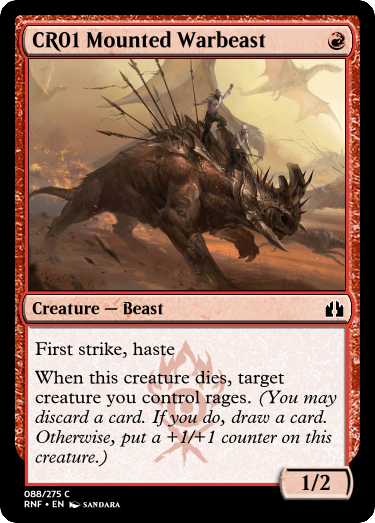 CR01 Mounted Warbeast
Creature — Beast
First strike, haste
When this creature dies, target
creature you control rages. (You may
discard a card. If you do, draw a card.
Otherwise, put a +1/+1 counter on this
creature.)
1/2
088/275 C
RNF • EN SANDARA